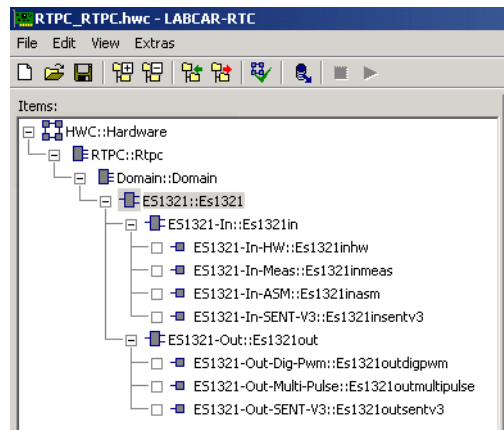 RTPC_RTPC.hwc - LABCAR-RTC
File Edit View Extras
Items:
HWC::Hardware
RTPC::Rtpc
Domain::Domain
ES1321::Es1321
ES1321-In::Es1321in
ES1321-In-HW::Es1321inhw
ES1321-In-Meas::Es1321inmeas
ES1321-In-ASM::Es1321inasm
ES1321-In-SENT-V3::Es1321insentv3
ES1321-Out::Es1321out
ES1321-Out-Dig-Pwm::Es1321outdigpwm
ES1321-Out-Multi-Pulse::Es1321outmultipulse
ES1321-Out-SENT-V3::Es1321outsentv3